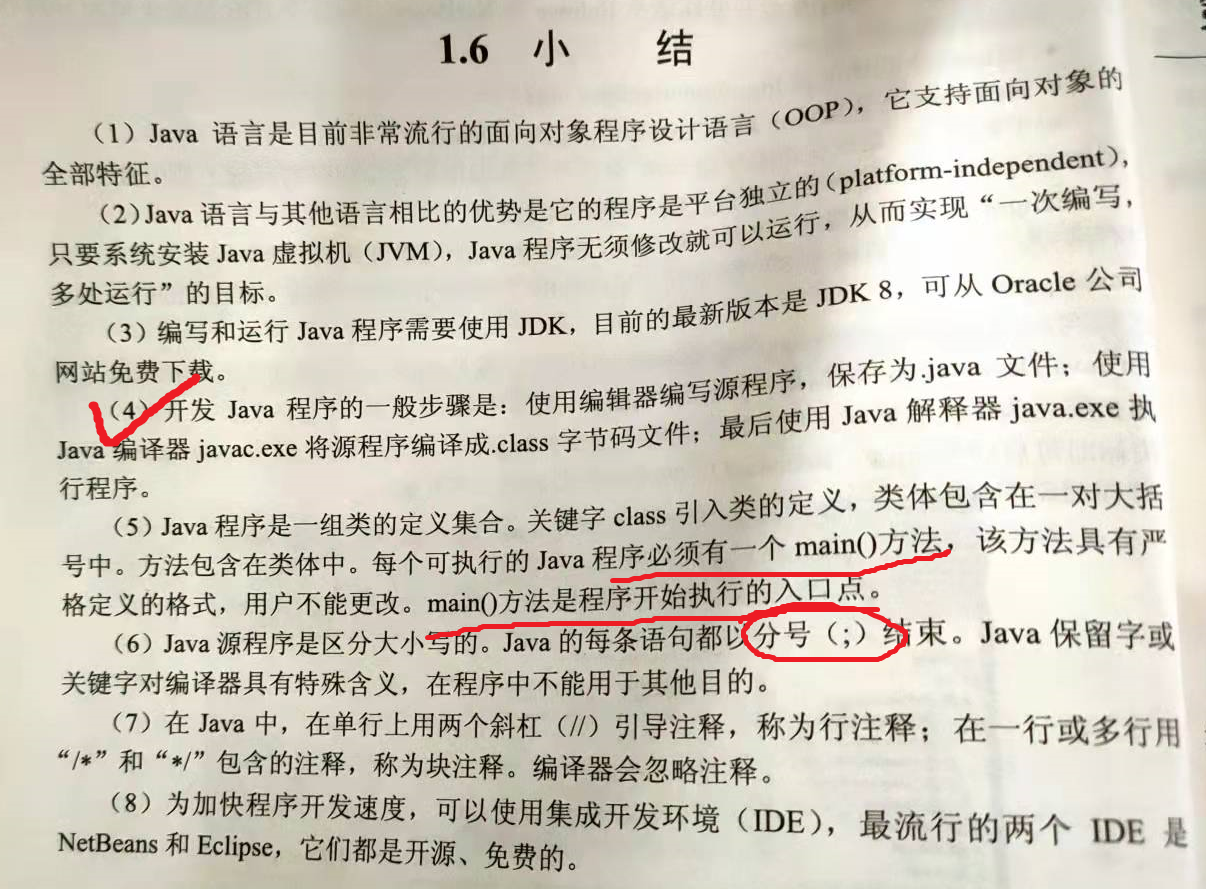 1.6 小 结
（1）Java 语言是目前非常流行的面向对象程序设计语言（OOP），它支持面向对象的
全部特征。
（2）Java 语言与其他语言相比的优势是它的程序是平台独立的（platform-independent），
只要系统安装 Java 虚拟机（JVM），Java 程序无须修改就可以运行，从而实现“一次编写，
多处运行”的目标。
（3）编写和运行 Java 程序需要使用 JDK，目前的最新版本是 JDK 8，可从 Oracle 公司
网站免费下载。
（4）开发 Java 程序的一般步骤是：使用编辑器编写源程序，保存为.java 文件；使用
Java 编译器 javac.exe 将源程序编译成.class 字节码文件；最后使用 Java 解释器 java.exe 执
行程序。
（5）Java 程序是一组类的定义集合。关键字 class 引入类的定义，类体包含在一对大括
号中。方法包含在类体中。每个可执行的 Java 程序必须有一个 main()方法，该方法具有严
格定义的格式，用户不能更改。main()方法是程序开始执行的入口点。
（6）Java 源程序是区分大小写的。Java 的每条语句都以分号（;）结束。Java 保留字或
关键字对编译器具有特殊含义，在程序中不能用于其他目的。
（7）在 Java 中，在单行上用两个斜杠（//）引导注释，称为行注释；在一行或多行用
“/*”和“*/”包含的注释，称为块注释。编译器会忽略注释。
（8）为加快程序开发速度，可以使用集成开发环境（IDE），最流行的两个 IDE 是
NetBeans 和 Eclipse，它们都是开源、免费的。